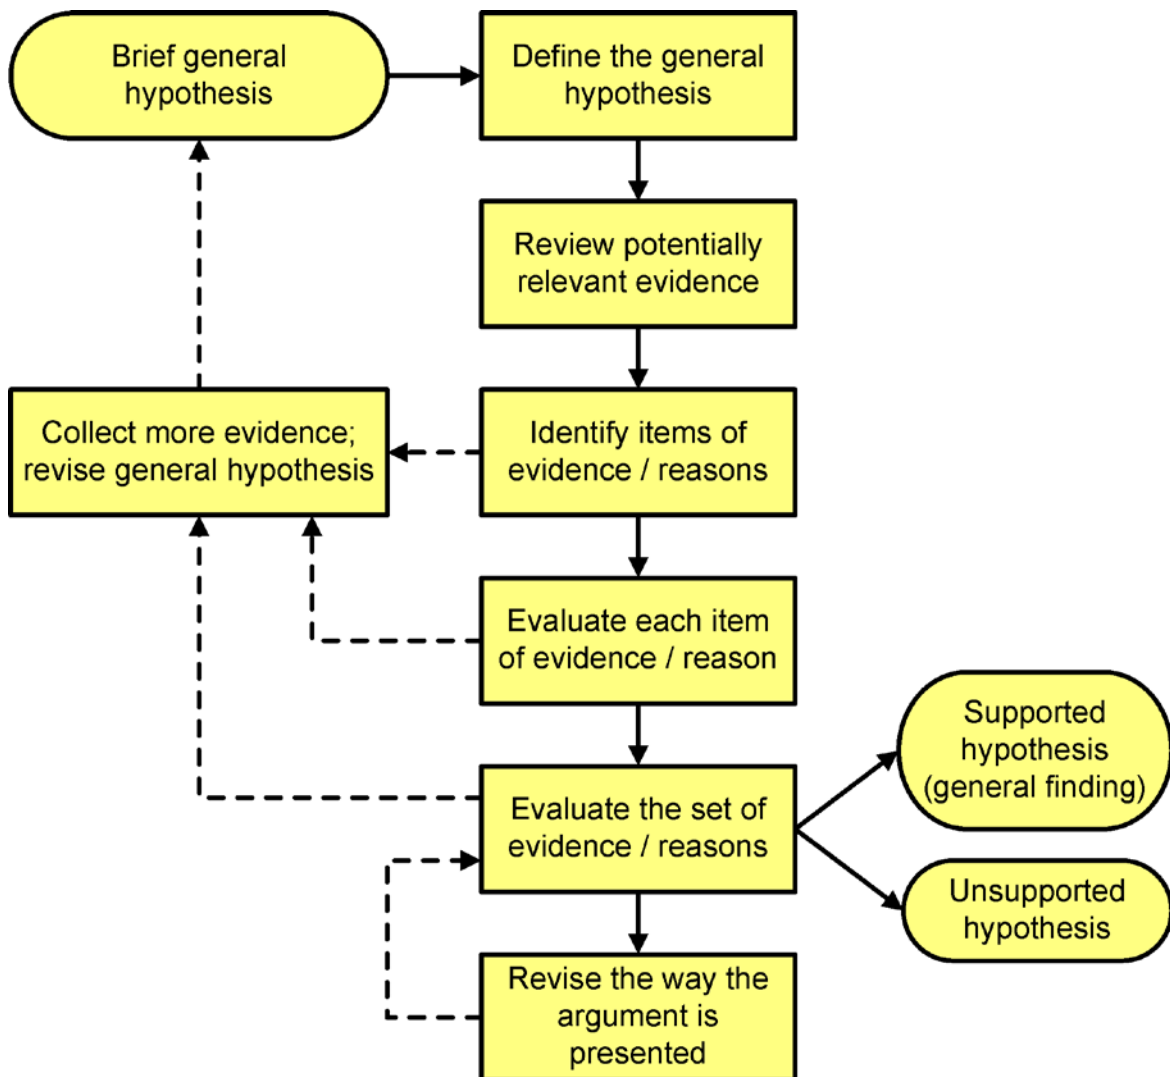 Brief general
hypothesis
Define the general
hypothesis
Review potentially
relevant evidence
Collect more evidence;
revise general hypothesis
Identify items of
evidence / reasons
Evaluate each item
of evidence / reason
Evaluate the set of
evidence / reasons
Supported
hypothesis
(general finding)
Unsupported
hypothesis
Revise the way the
argument is
presented